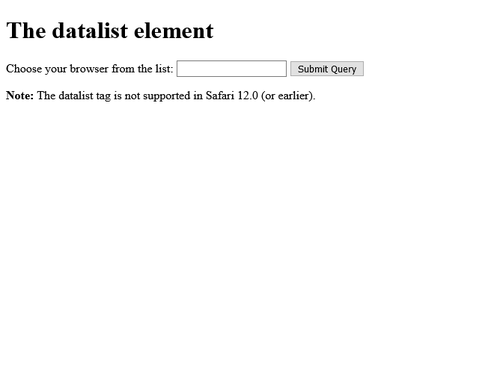 The datalist element
Choose your browser from the list: Submit Query
Note: The datalist tag is not supported in Safari 12.0 (or earlier).